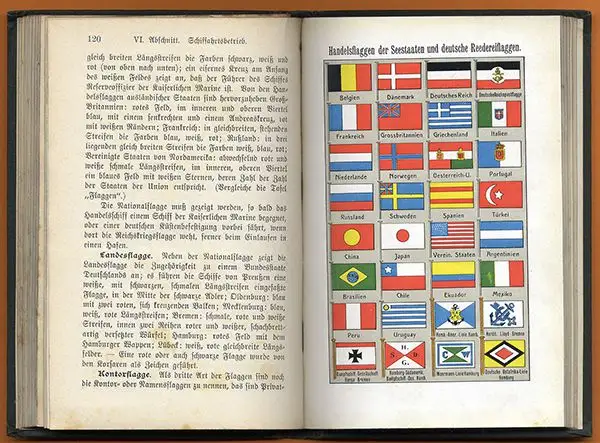 120 VI. Abschnitt. Schiffahrtsbetrieb.
gleich breiten Längsstreifen die Farben schwarz, weiß und
rot (von oben nach unten); ein eisernes Kreuz am Anfang
des weißen Feldes zeigt an, daß der Führer des Schiffes
Reserveoffizier der Kaiserlichen Marine ist. Von den Han-
delsflaggen ausländischer Staaten sind hervorzuheben Groß-
Britannien: rotes Feld, im inneren und oberen Viertel
blau, mit einem senkrechten und einem Andreaskreuz, rot
mit weißen Rändern; Frankreich: in gleichbreiten, stehenden
Streifen die Farben blau, weiß, rot; Rußland: in drei
liegenden gleich breiten Streifen die Farben weiß, blau, rot;
Vereinigte Staaten von Nordamerika: abwechselnd rote und
weiße schmale Längsstreifen, im inneren, oberen Viertel
ein blaues Feld mit weißen Sternen, deren Zahl der Zahl
der Staaten der Union entspricht. (Vergleiche die Tafel
„Flaggen“.)
Die Nationalflagge muß gezeigt werden, so bald das
Handelsschiff einem Schiff der Kaiserlichen Marine begegnet,
oder einer deutschen Küstenbefestigung vorbei fährt, wenn
dort die Reichskriegsflagge weht, ferner beim Einlaufen in
einen Hafen.
Landesflagge. Neben der Nationalflagge zeigt die
Landesflagge die Zugehörigkeit zu einem Bundesstaate
Deutschlands an; es führen die Schiffe von Preußen eine
weiße, mit schwarzen, schmalen Längsstreifen eingefaßte
Flagge, in der Mitte der schwarze Adler; Oldenburg: blau
mit zwei roten, sich kreuzenden Balken; Mecklenburg: blau,
weiß, rote Längsstreifen; Bremen: schmale, rote und weiße
Streifen, innen zwei Reihen roter und weißer, schachbrett-
artig versetzter Würfel; Hamburg: rotes Feld mit dem
Hamburger Wappen; Lübeck: weiß, rote gleichbreite Längs-
felder. — Eine rote oder auch schwarze Flagge wurde von
den Korsaren als Zeichen geführt.
Kontorflagge. Als dritte Art der Flaggen sind noch
die Kontor- oder Namensflaggen zu nennen, das sind Privat-
Handelsflaggen der Seestaaten und deutsche Reedereiflaggen.
Belgien Dänemark Deutsches Reich
Frankreich Grossbritannien Griechenland Italien
Niederlande Norwegen Oesterreich-U. Portugal
Russland Schweden Spanien Türkei
China Japan Verein. Staaten Argentinien
Brasilien Chile Ekuador Mexiko
Peru Uruguay
H.
S. D.
G.
C W